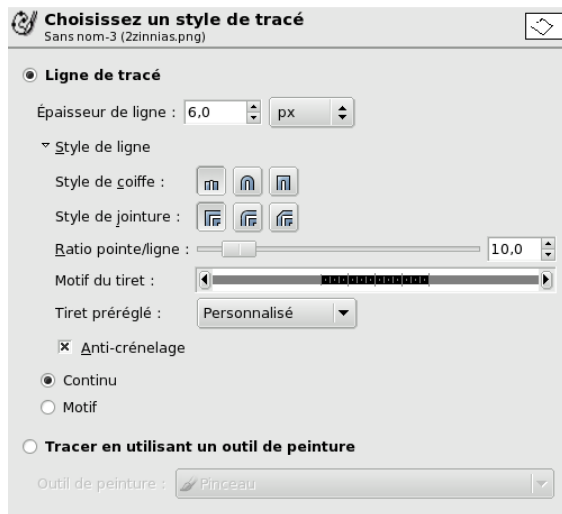 Choisissez un style de tracé
Sans nom-3 (2zinnias.png)
Ligne de tracé
Épaisseur de ligne : 6,0 px
Style de ligne
Style de coiffe :
Style de jointure :
Ratio pointe/ligne : 10,0
Motif du tiret :
Tiret préréglé : Personnalisé
Anti-crénelage
Continu
Motif
Tracer en utilisant un outil de peinture
Outil de peinture : Pinceau